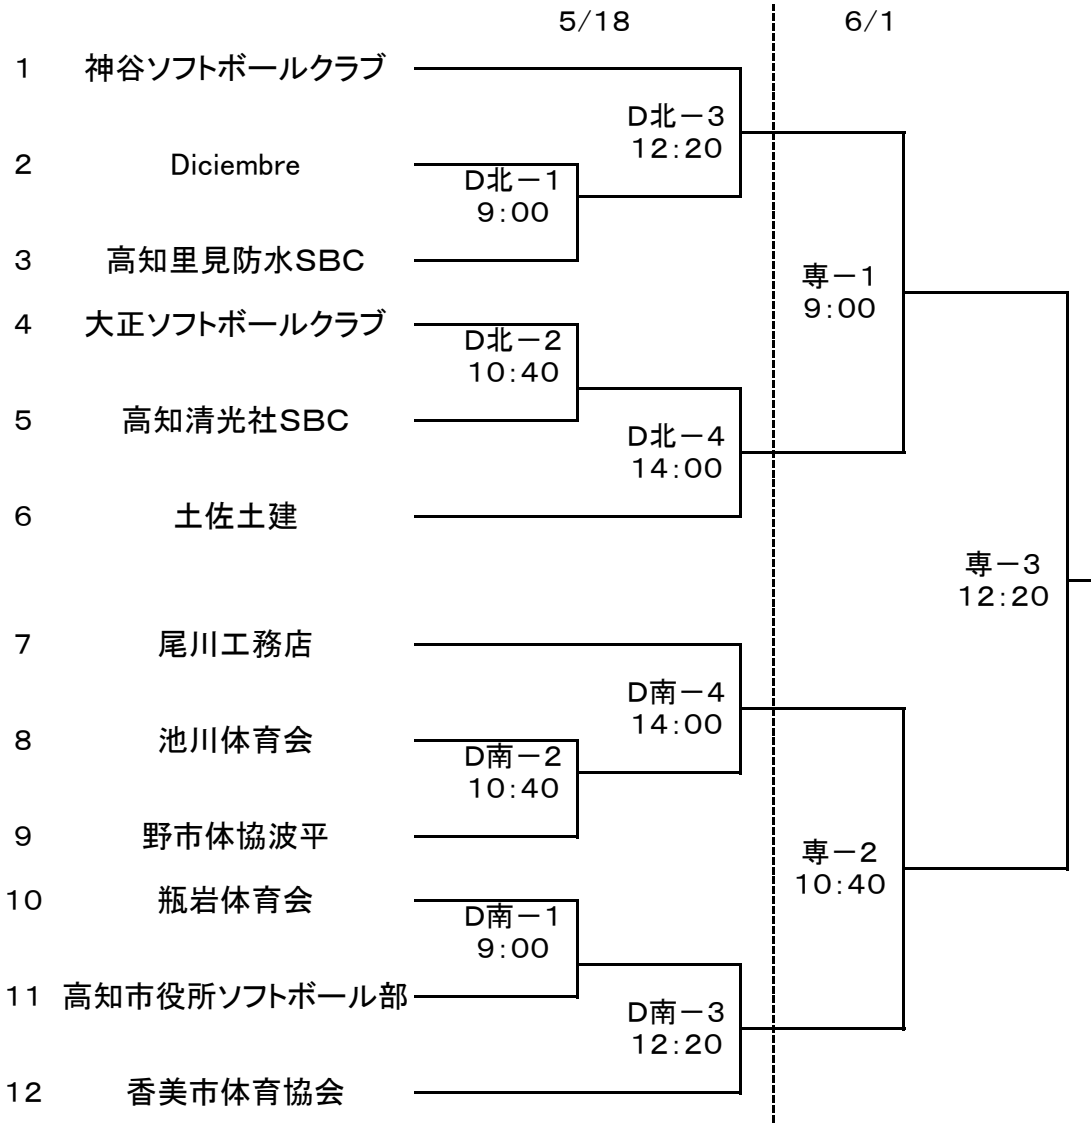 5/18
6/1
1 神谷ソフトボールクラブ
D北－3
12:20
2 Diciembre
D北－1
9:00
3 高知里見防水SBC
専－1
9:00
4 大正ソフトボールクラブ
D北－2
10:40
5 高知清光社SBC
D北－4
14:00
6 土佐土建
専－3
12:20
7 尾川工務店
D南－4
14:00
8 池川体育会
D南－2
10:40
9 野市体協波平
専－2
10:40
10 瓶岩体育会
D南－1
9:00
11 高知市役所ソフトボール部
D南－3
12:20
12 香美市体育協会